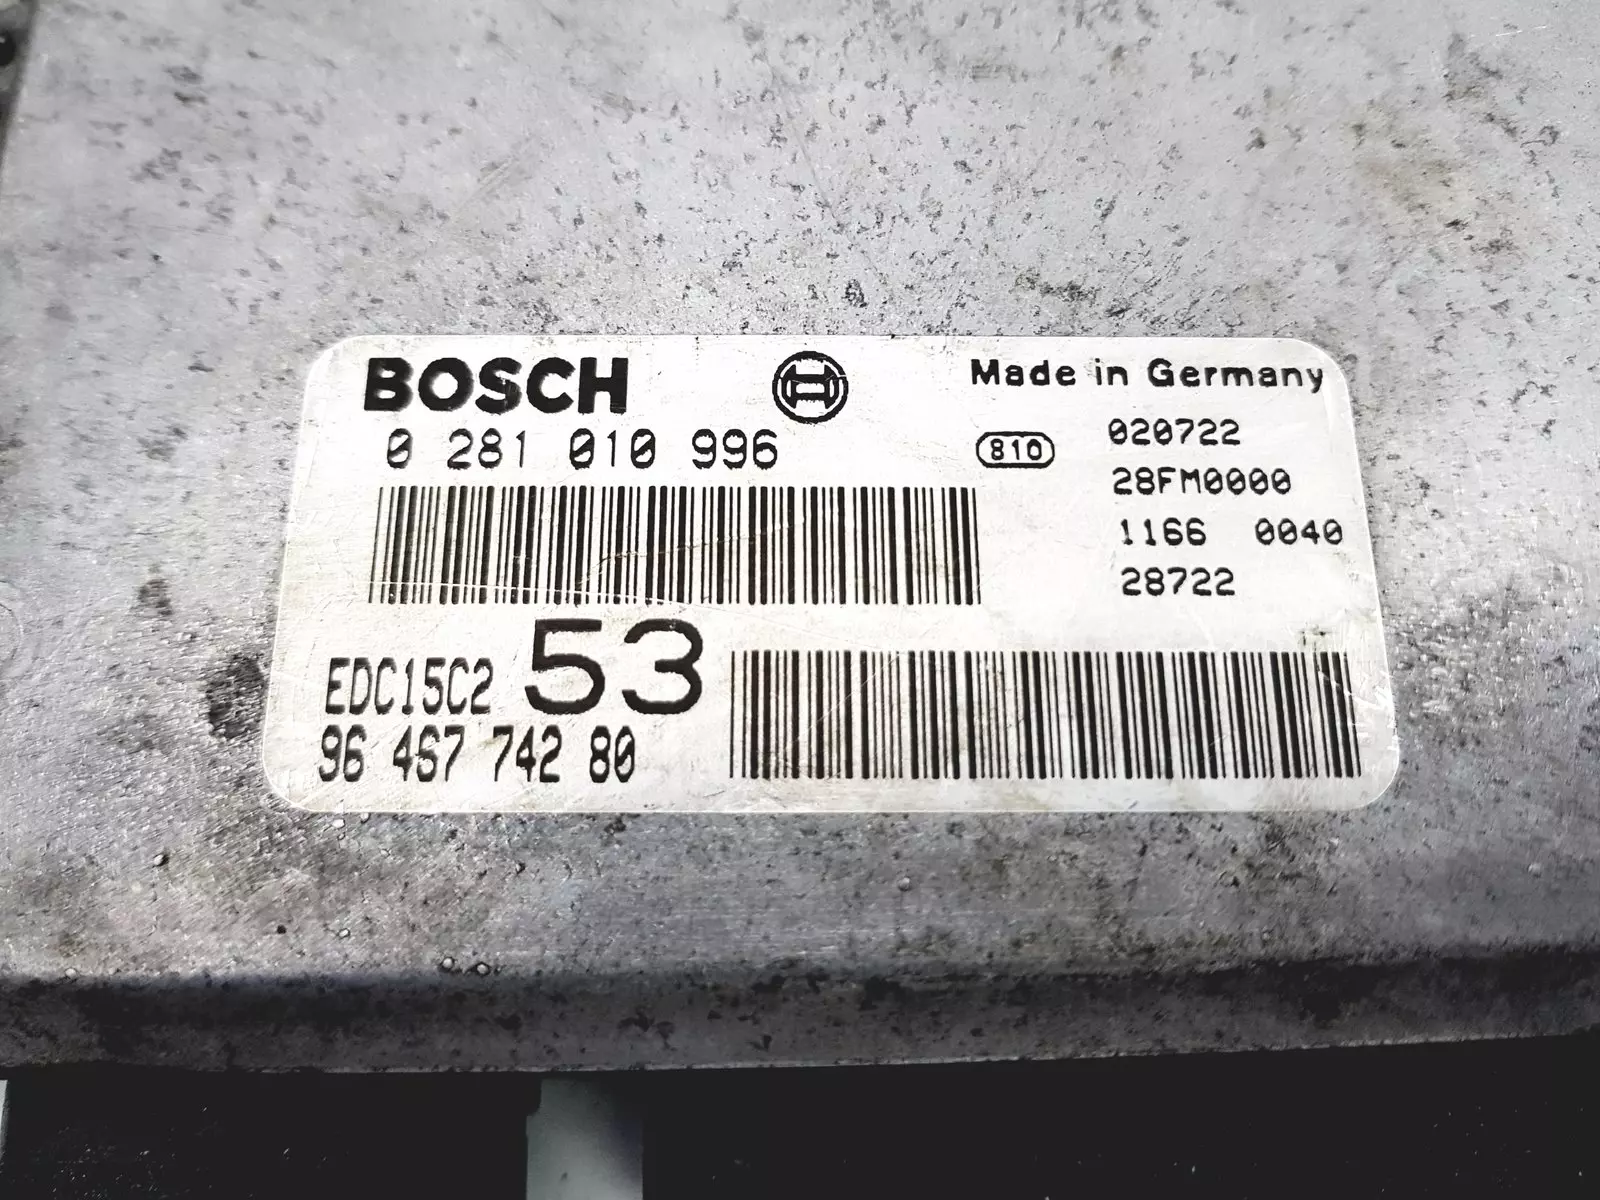 BOSCH
Made in Germany
0 281 010 996
810
020722
28FM0000
1166 0040
28722
EDC15C2 53
96 467 742 80